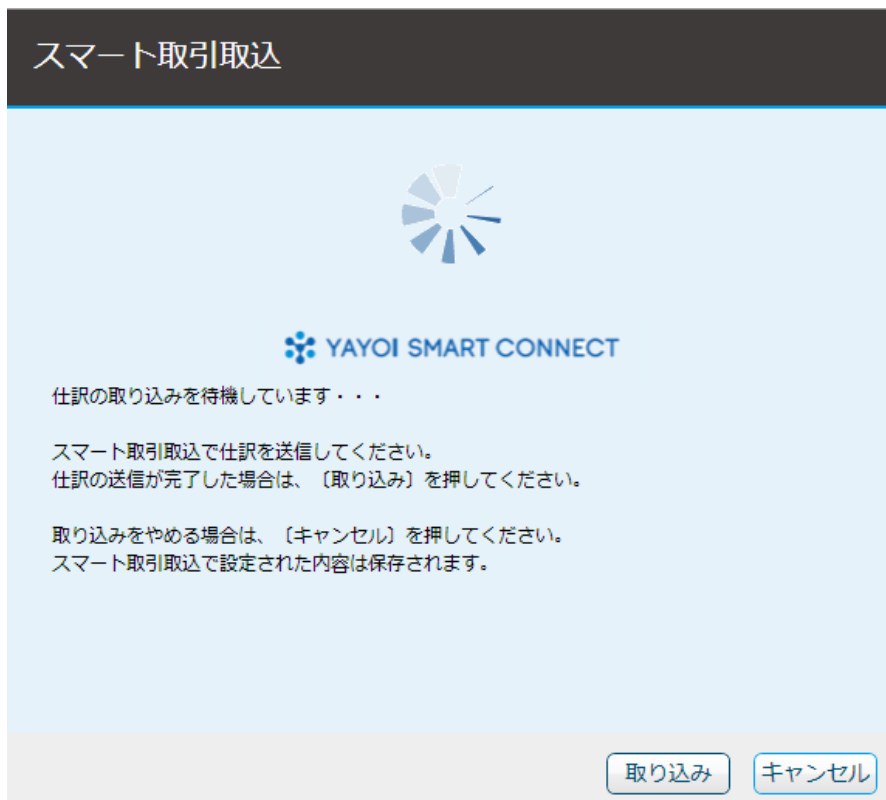 スマート取引取込
YAYOI SMART CONNECT
仕訳の取り込みを待機しています・・・
スマート取引取込で仕訳を送信してください。
仕訳の送信が完了した場合は、〔取り込み〕を押してください。
取り込みをやめる場合は、〔キャンセル〕を押してください。
スマート取引取込で設定された内容は保存されます。
取り込み
キャンセル